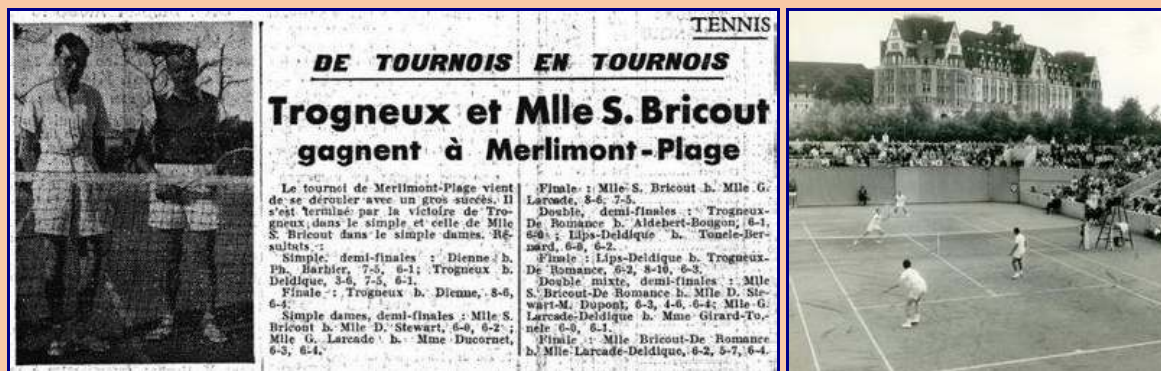 TENNIS
DE TOURNOIS EN TOURNOIS
Trogneux et Mlle S. Bricout
gagnent à Merlimont-Plage
Le tournoi de Merlimont-Plage vient
de se dérouler avec un gros succès. Il
s'est terminé par la victoire de Tro-
gneux dans le simple et celle de Mlle
S. Bricout dans le simple dames. Ré-
sultats :
Simple, demi-finales : Dienne b.
Ph. Barbier, 7-5, 6-1 ; Trogneux b.
Deldique, 3-6, 7-5, 6-1.
Finale : Trogneux b. Dienne, 8-6,
6-4.
Simple dames, demi-finales : Mlle S.
Bricout b. Mlle D. Stewart, 6-0, 6-2 ;
Mlle G. Larcade b. Mme Ducornet,
6-3, 6-4.
Finale : Mlle S. Bricout b. Mlle G.
Larcade, 8-6, 7-5.
Double, demi-finales : Trogneux-
De Romance b. Aldebert-Bougon, 6-1,
6-0 ; Lips-Deldique b. Tonele-Ber-
nard, 6-0, 6-2.
Finale : Lips-Deldique b. Trogneux-
De Romance, 6-2, 8-10, 6-3.
Double mixte, demi-finales : Mlle
S. Bricout-De Romance b. Mlle D. Ste-
wart-M. Dupont, 6-3, 4-6, 6-4 ; Mlle G.
Larcade-Deldique b. Mme Girard-To-
nele 6-0, 6-1.
Finale : Mlle Bricout-De Romance
b. Mlle Larcade-Deldique, 6-2, 5-7, 6-4.